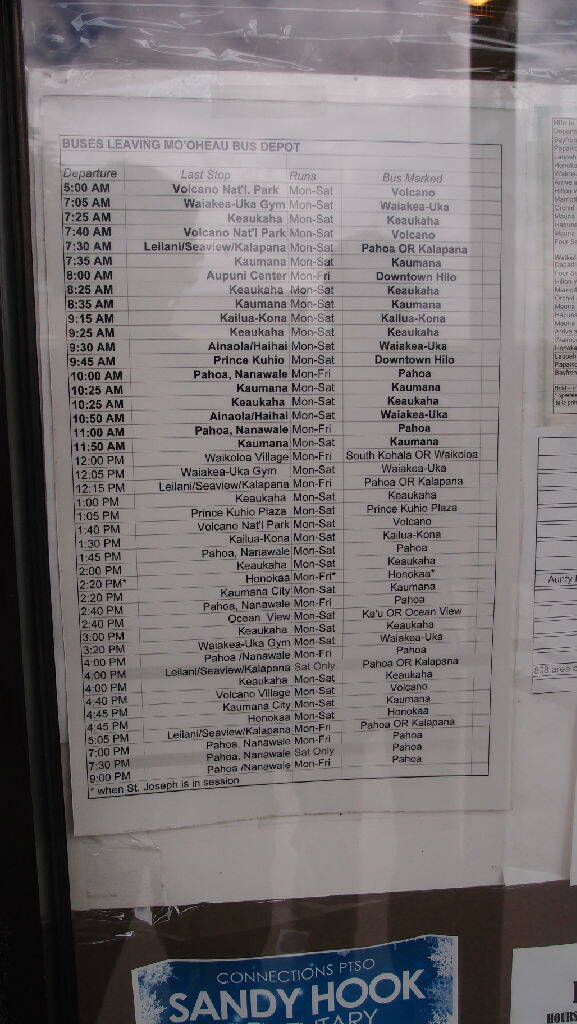 BUSES LEAVING MO'OHEAU BUS DEPOT
Departure Last Stop Runs Bus Marked
5:00 AM Volcano Nat'l. Park Mon-Sat Volcano
7:05 AM Waiakea-Uka Gym Mon-Sat Waiakea-Uka
7:25 AM Keaukaha Mon-Sat Keaukaha
7:40 AM Volcano Nat'l Park Mon-Sat Volcano
7:30 AM Leilani/Seaview/Kalapana Mon-Sat Pahoa OR Kalapana
7:35 AM Kaumana Mon-Sat Kaumana
8:00 AM Aupuni Center Mon-Fri Downtown Hilo
8:25 AM Keaukaha Mon-Sat Keaukaha
8:35 AM Kaumana Mon-Sat Kaumana
9:15 AM Kailua-Kona Mon-Sat Kailua-Kona
9:25 AM Keaukaha Mon-Sat Keaukaha
9:30 AM Ainaola/Haihai Mon-Sat Waiakea-Uka
9:45 AM Prince Kuhio Mon-Sat Downtown Hilo
10:00 AM Pahoa, Nanawale Mon-Fri Pahoa
10:25 AM Kaumana Mon-Sat Kaumana
10:25 AM Keaukaha Mon-Sat Keaukaha
10:50 AM Ainaola/Haihai Mon-Sat Waiakea-Uka
11:00 AM Pahoa, Nanawale Mon-Fri Pahoa
11:50 AM Kaumana Mon-Sat Kaumana
12:00 PM Waikoloa Village Mon-Fri South Kohala OR Waikoloa
12:05 PM Waiakea-Uka Gym Mon-Sat Waiakea-Uka
12:15 PM Leilani/Seaview/Kalapana Mon-Fri Pahoa OR Kalapana
1:00 PM Keaukaha Mon-Sat Keaukaha
1:05 PM Prince Kuhio Plaza Mon-Sat Prince Kuhio Plaza
1:40 PM Volcano Nat'l Park Mon-Sat Volcano
1:30 PM Kailua-Kona Mon-Sat Kailua-Kona
1:45 PM Pahoa, Nanawale Mon-Sat Pahoa
2:00 PM Keaukaha Mon-Sat Keaukaha
2:20 PM* Honokaa Mon-Fri* Honokaa*
2:20 PM Kaumana City Mon-Sat Kaumana
2:40 PM Pahoa, Nanawale Mon-Fri Pahoa
2:40 PM Ocean View Mon-Sat Ka'u OR Ocean View
3:00 PM Keaukaha Mon-Sat Keaukaha
3:20 PM Waiakea-Uka Gym Mon-Sat Waiakea-Uka
4:00 PM Pahoa /Nanawale Mon-Fri Pahoa
4:00 PM Leilani/Seaview/Kalapana Sat Only Pahoa OR Kalapana
4:00 PM Keaukaha Mon-Sat Keaukaha
4:40 PM Volcano Village Mon-Sat Volcano
4:45 PM Kaumana City Mon-Sat Kaumana
4:45 PM Honokaa Mon-Sat Honokaa
5:05 PM Leilani/Seaview/Kalapana Mon-Fri Pahoa OR Kalapana
7:00 PM Pahoa, Nanawale Mon-Fri Pahoa
7:30 PM Pahoa, Nanawale Sat Only Pahoa
9:00 PM Pahoa /Nanawale Mon-Fri Pahoa
* when St. Joseph is in session
Aunty
CONNECTIONS PTSO
SANDY HOOK
HOURS